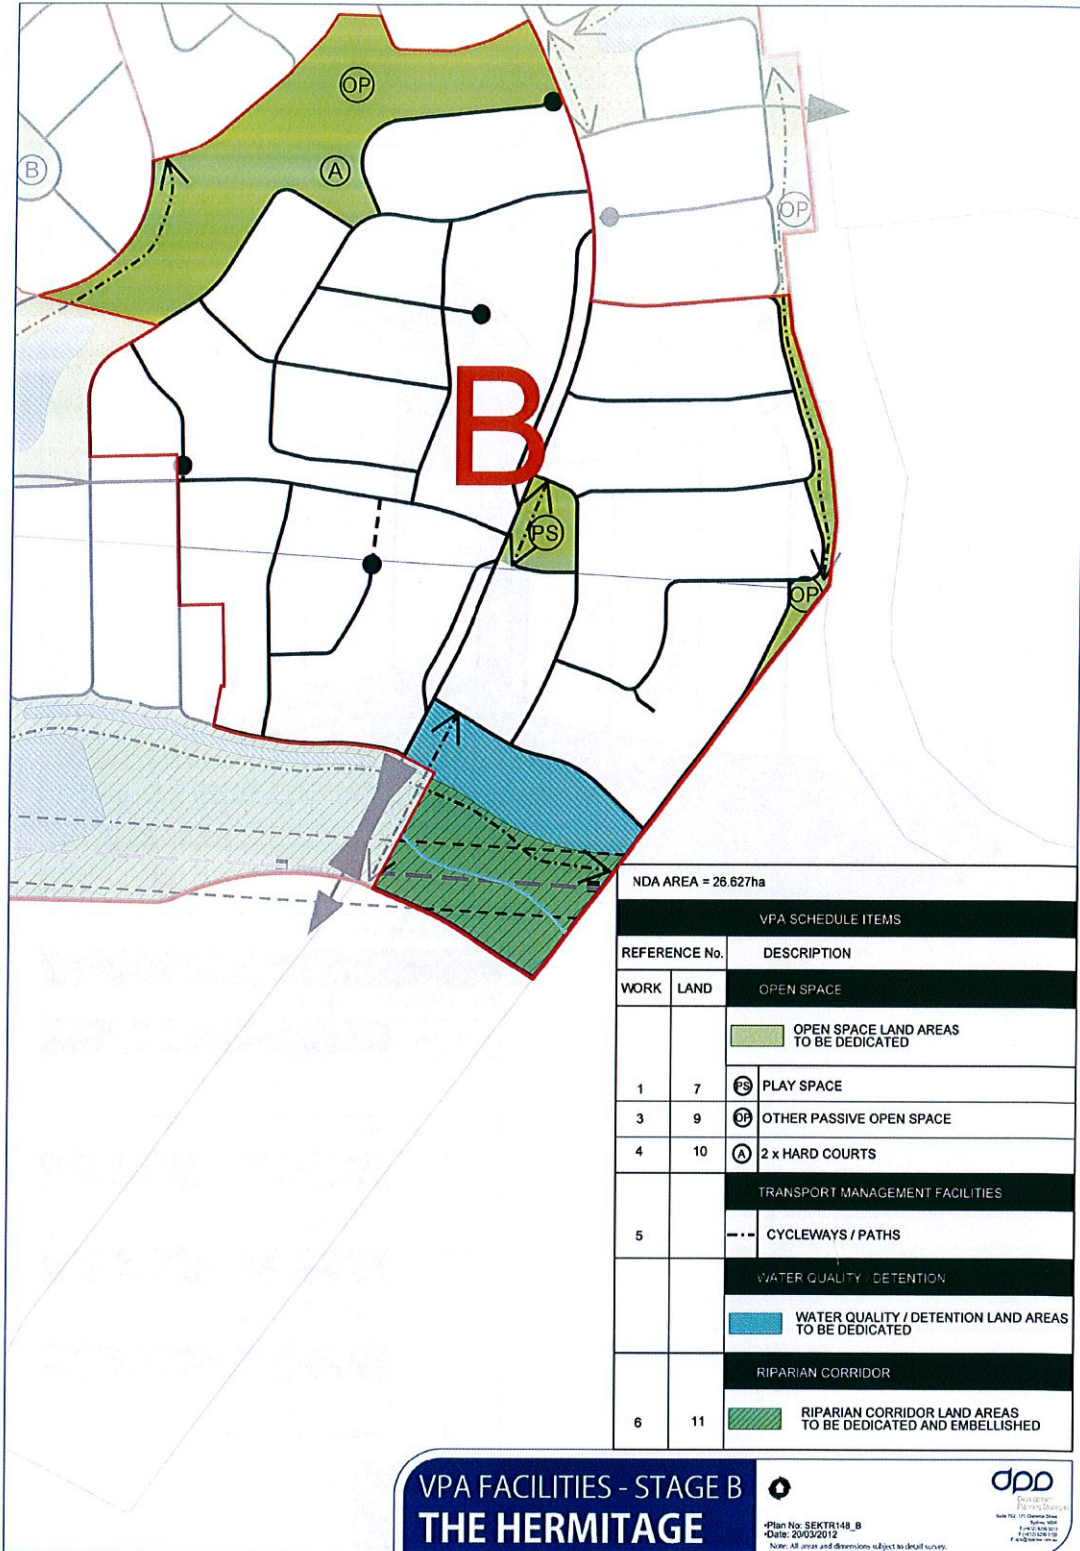 OP
A
B
OP
B
PS
OP
NDA AREA = 26.627ha
VPA SCHEDULE ITEMS
REFERENCE No. DESCRIPTION
WORK LAND OPEN SPACE
OPEN SPACE LAND AREAS
TO BE DEDICATED
1 7 PS PLAY SPACE
3 9 OP OTHER PASSIVE OPEN SPACE
4 10 A 2 x HARD COURTS
TRANSPORT MANAGEMENT FACILITIES
5 CYCLEWAYS / PATHS
WATER QUALITY / DETENTION
WATER QUALITY / DETENTION LAND AREAS
TO BE DEDICATED
RIPARIAN CORRIDOR
6 11 RIPARIAN CORRIDOR LAND AREAS
TO BE DEDICATED AND EMBELLISHED
VPA FACILITIES - STAGE B
THE HERMITAGE
•Plan No: SEKTR148_B
•Date: 20/03/2012
Note: All areas and dimensions subject to detail survey.
dpp
Development
Planning Strategies